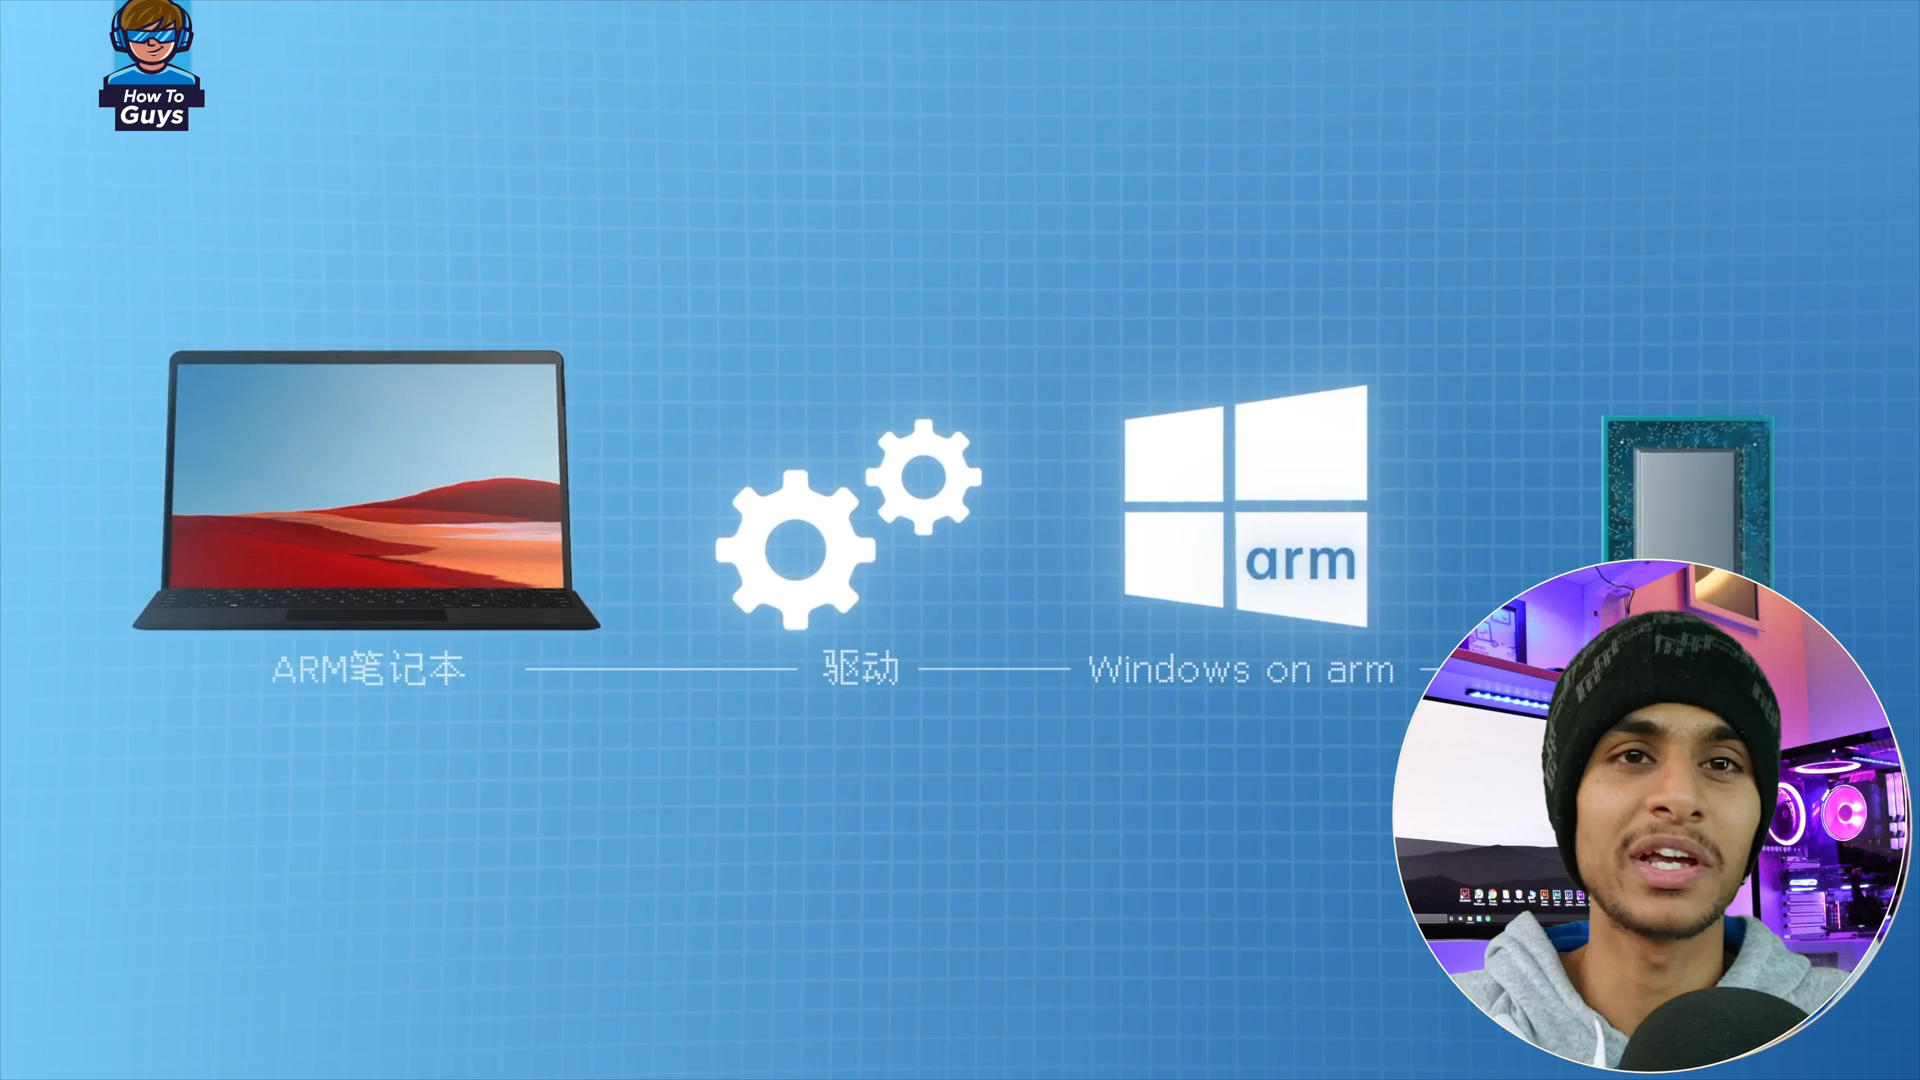 How To
Guys
arm
ARM笔记本
驱动
Windows on arm